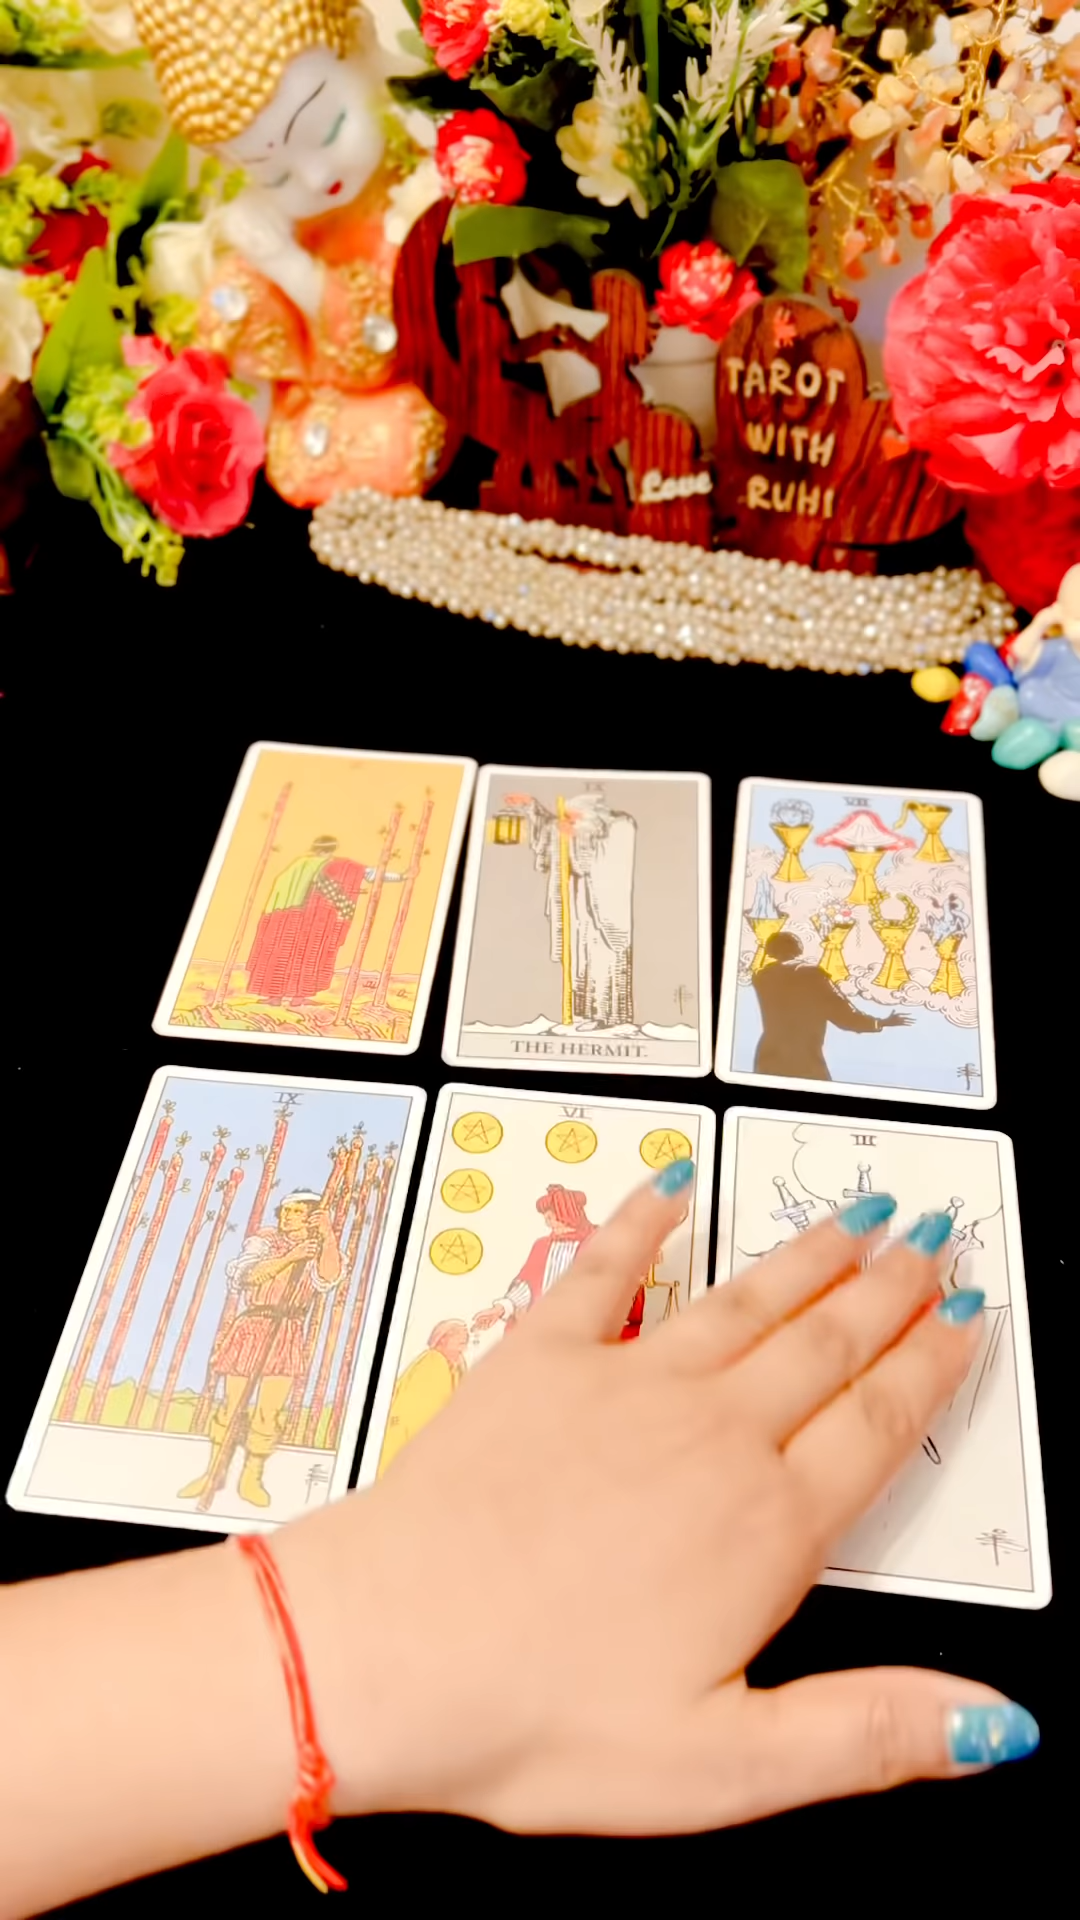 TAROT
WITH
RUHI
Love
IX
THE HERMIT.
VII
IX
VI
III